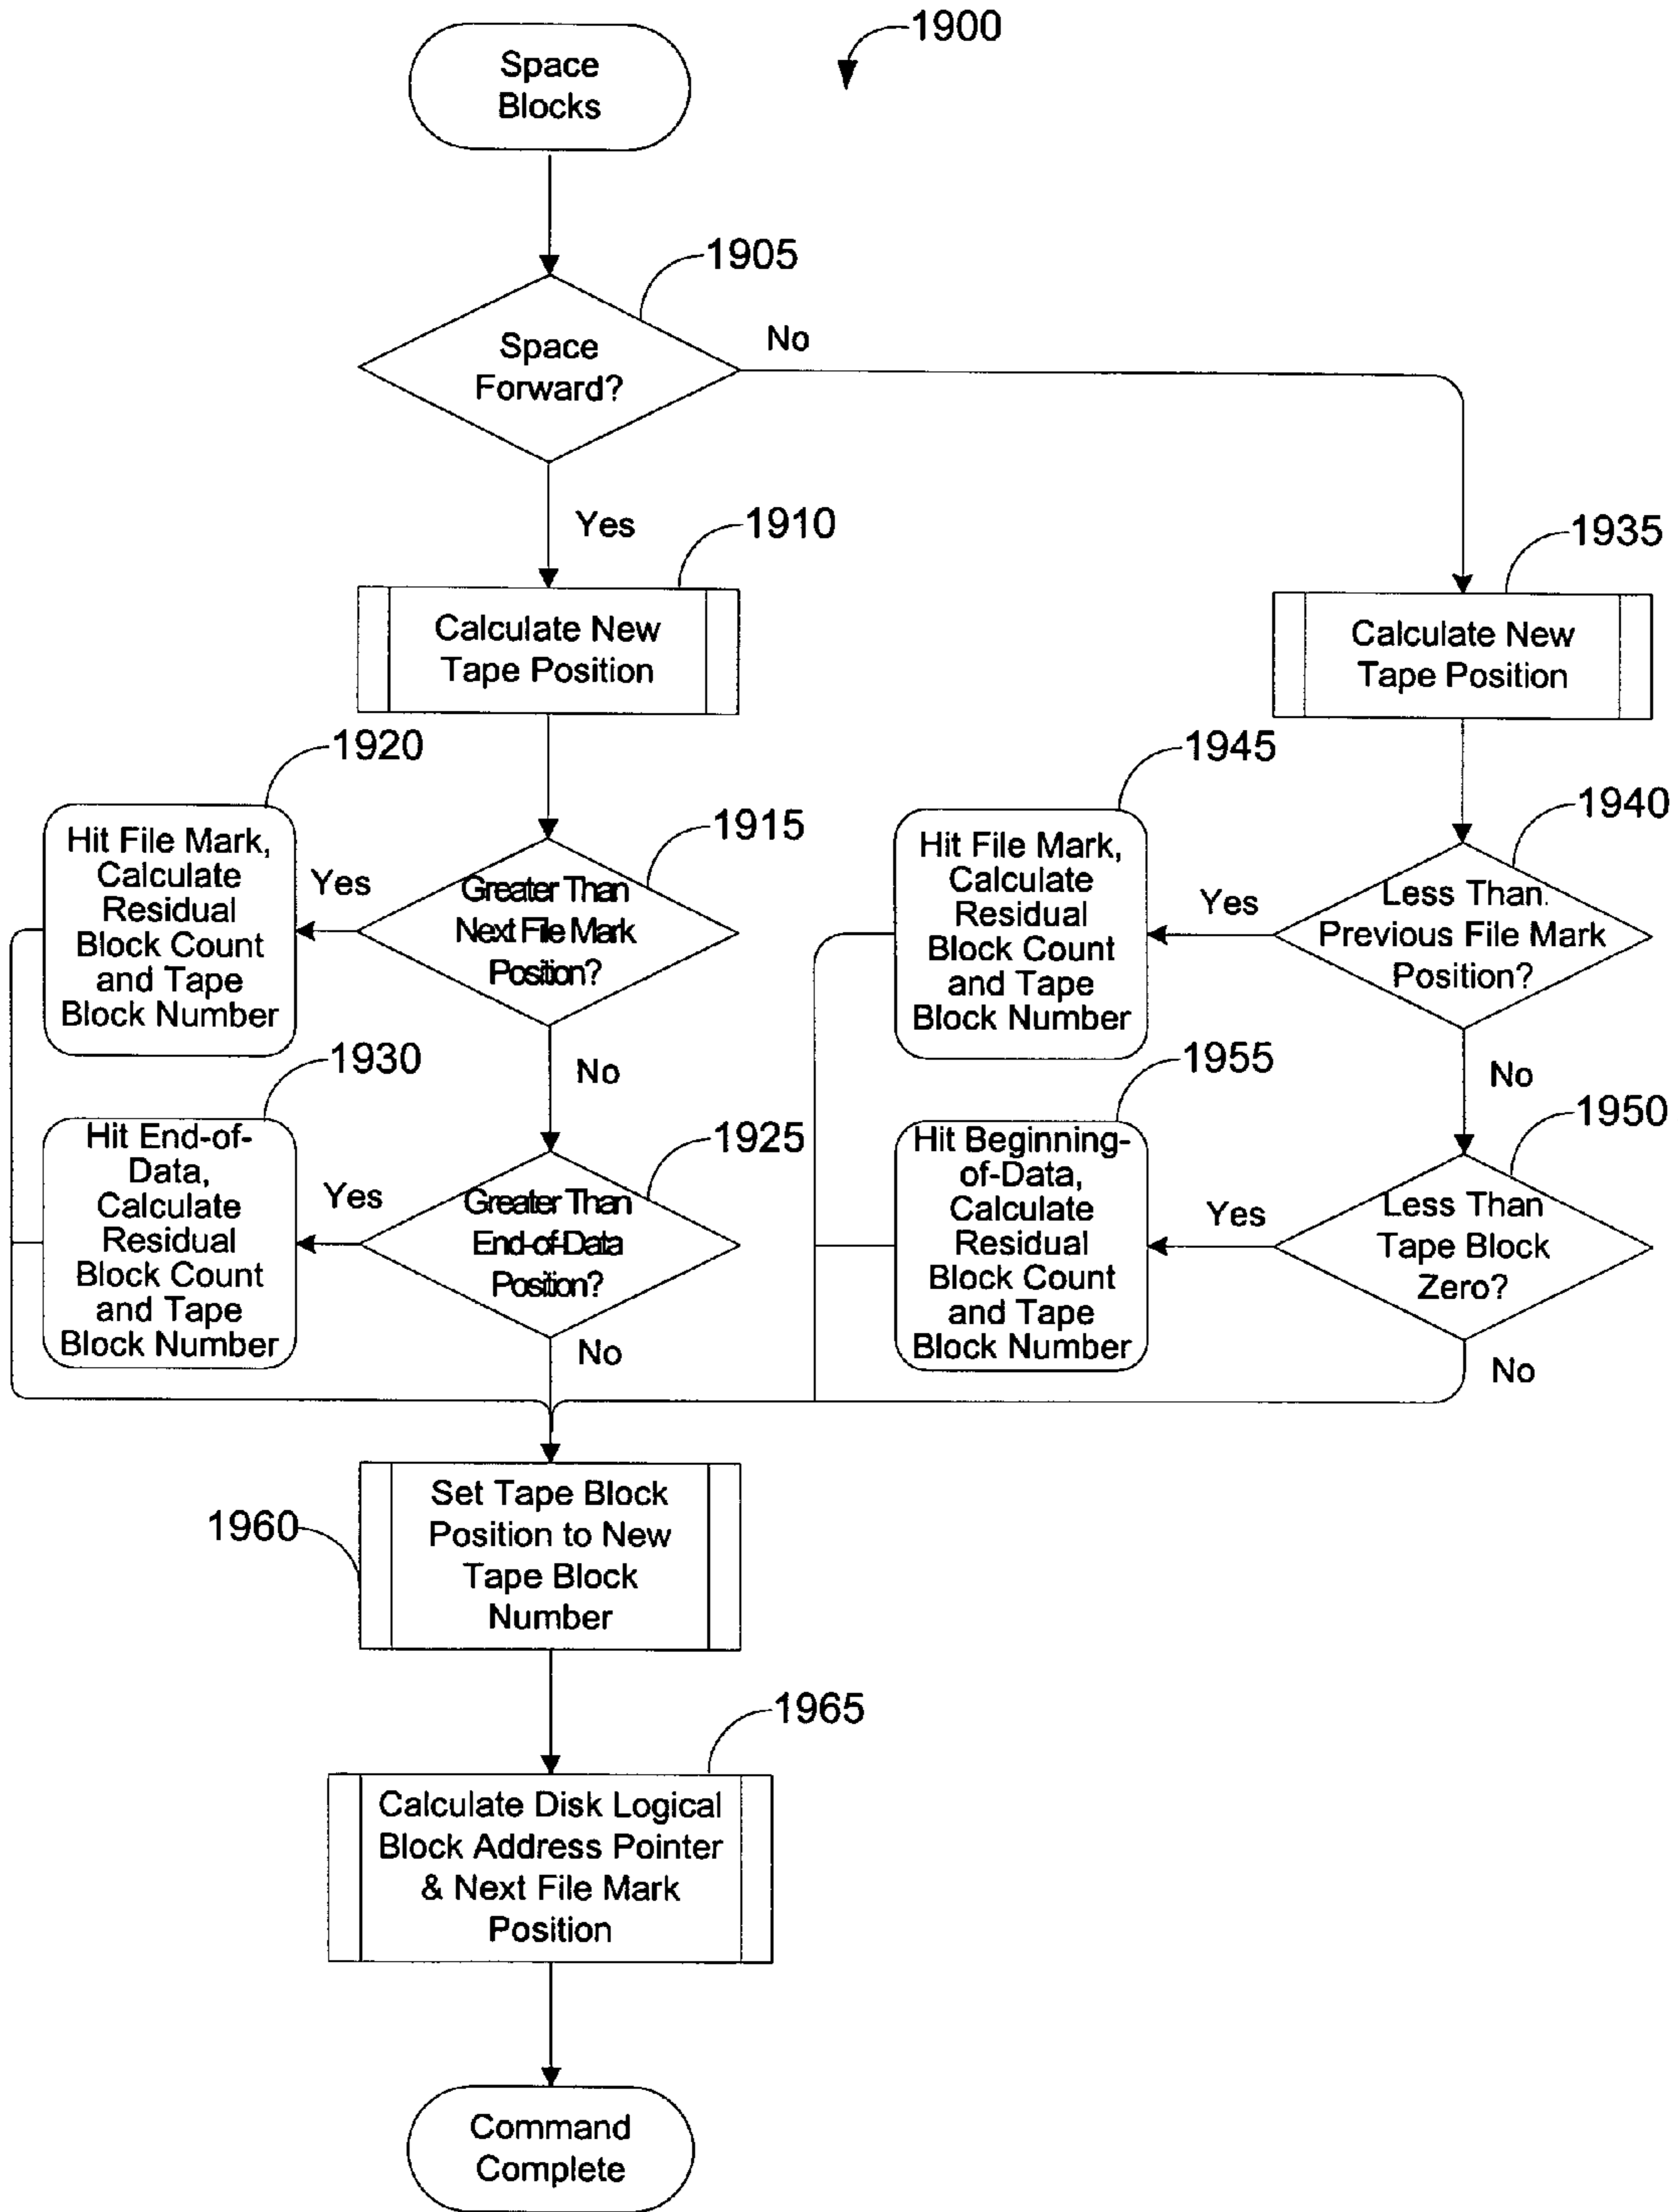 1900
Space
Blocks
1905
Space
Forward?
No
Yes
1910
Calculate New
Tape Position
1935
Calculate New
Tape Position
1920
Hit File Mark,
Calculate
Residual
Block Count
and Tape
Block Number
Yes
1915
Greater Than
Next File Mark
Position?
No
1945
Hit File Mark,
Calculate
Residual
Block Count
and Tape
Block Number
Yes
1940
Less Than
Previous File Mark
Position?
No
1930
Hit End-of-
Data,
Calculate
Residual
Block Count
and Tape
Block Number
Yes
1925
Greater Than
End-of-Data
Position?
No
1955
Hit Beginning-
of-Data,
Calculate
Residual
Block Count
and Tape
Block Number
Yes
1950
Less Than
Tape Block
Zero?
No
1960
Set Tape Block
Position to New
Tape Block
Number
1965
Calculate Disk Logical
Block Address Pointer
& Next File Mark
Position
Command
Complete